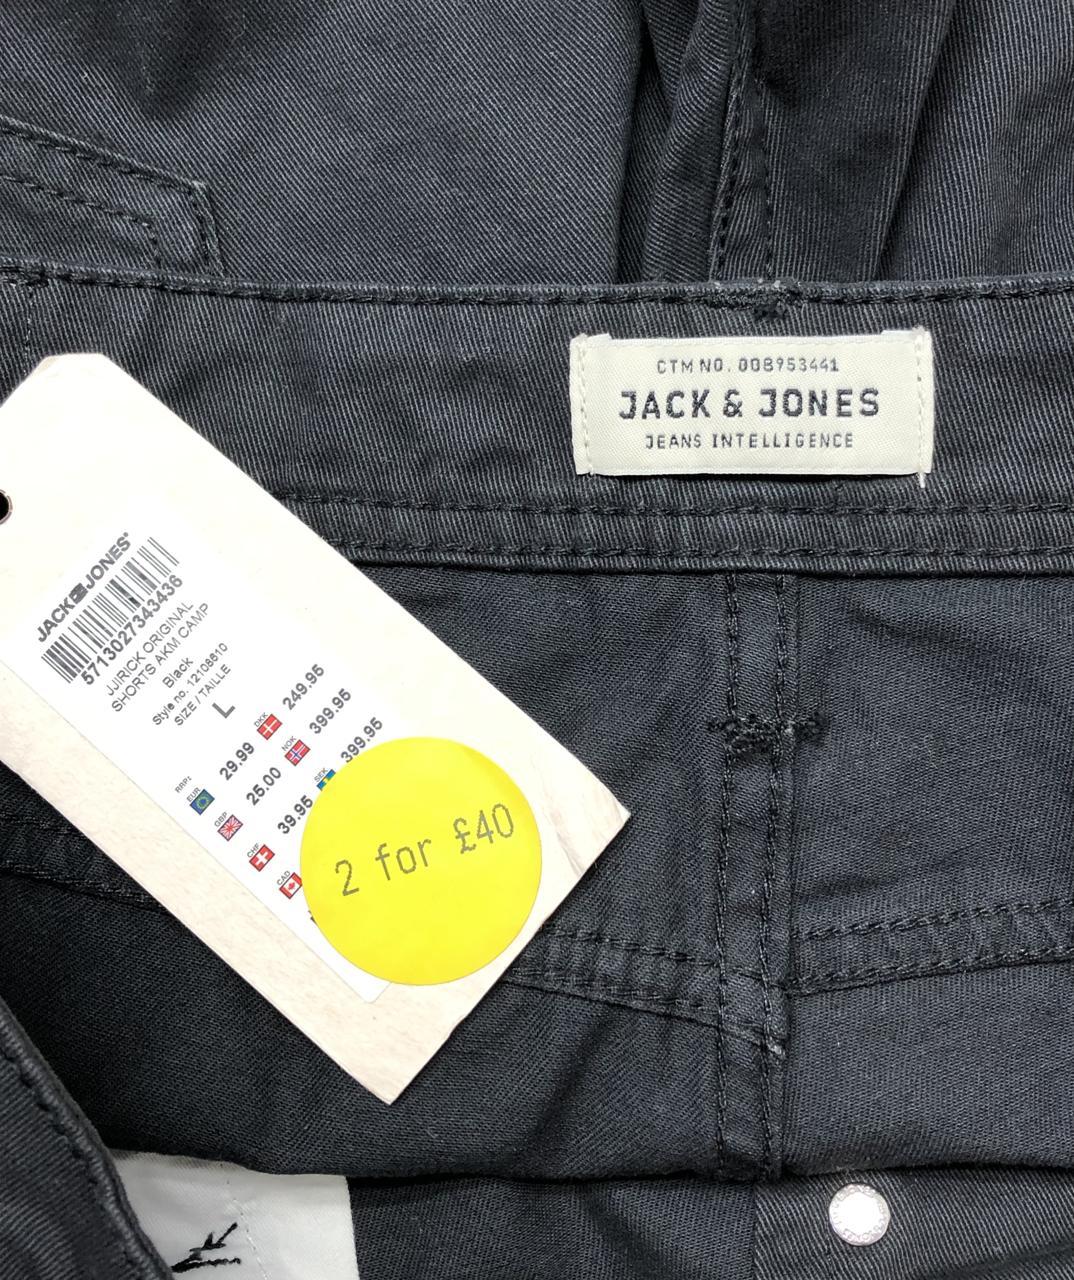 CTM NO. 008953441
JACK & JONES
JEANS INTELLIGENCE
JACK & JONES
5713027343436
JJIRICK ORIGINAL
SHORTS AKM CAMP
Black
Style no. 12108610
SIZE / TAILLE
L
RRP:
EUR 29.99 DKK 249.95
GBP 25.00 NOK 399.95
CHF 39.95 SEK 399.95
CAD
2 for £40